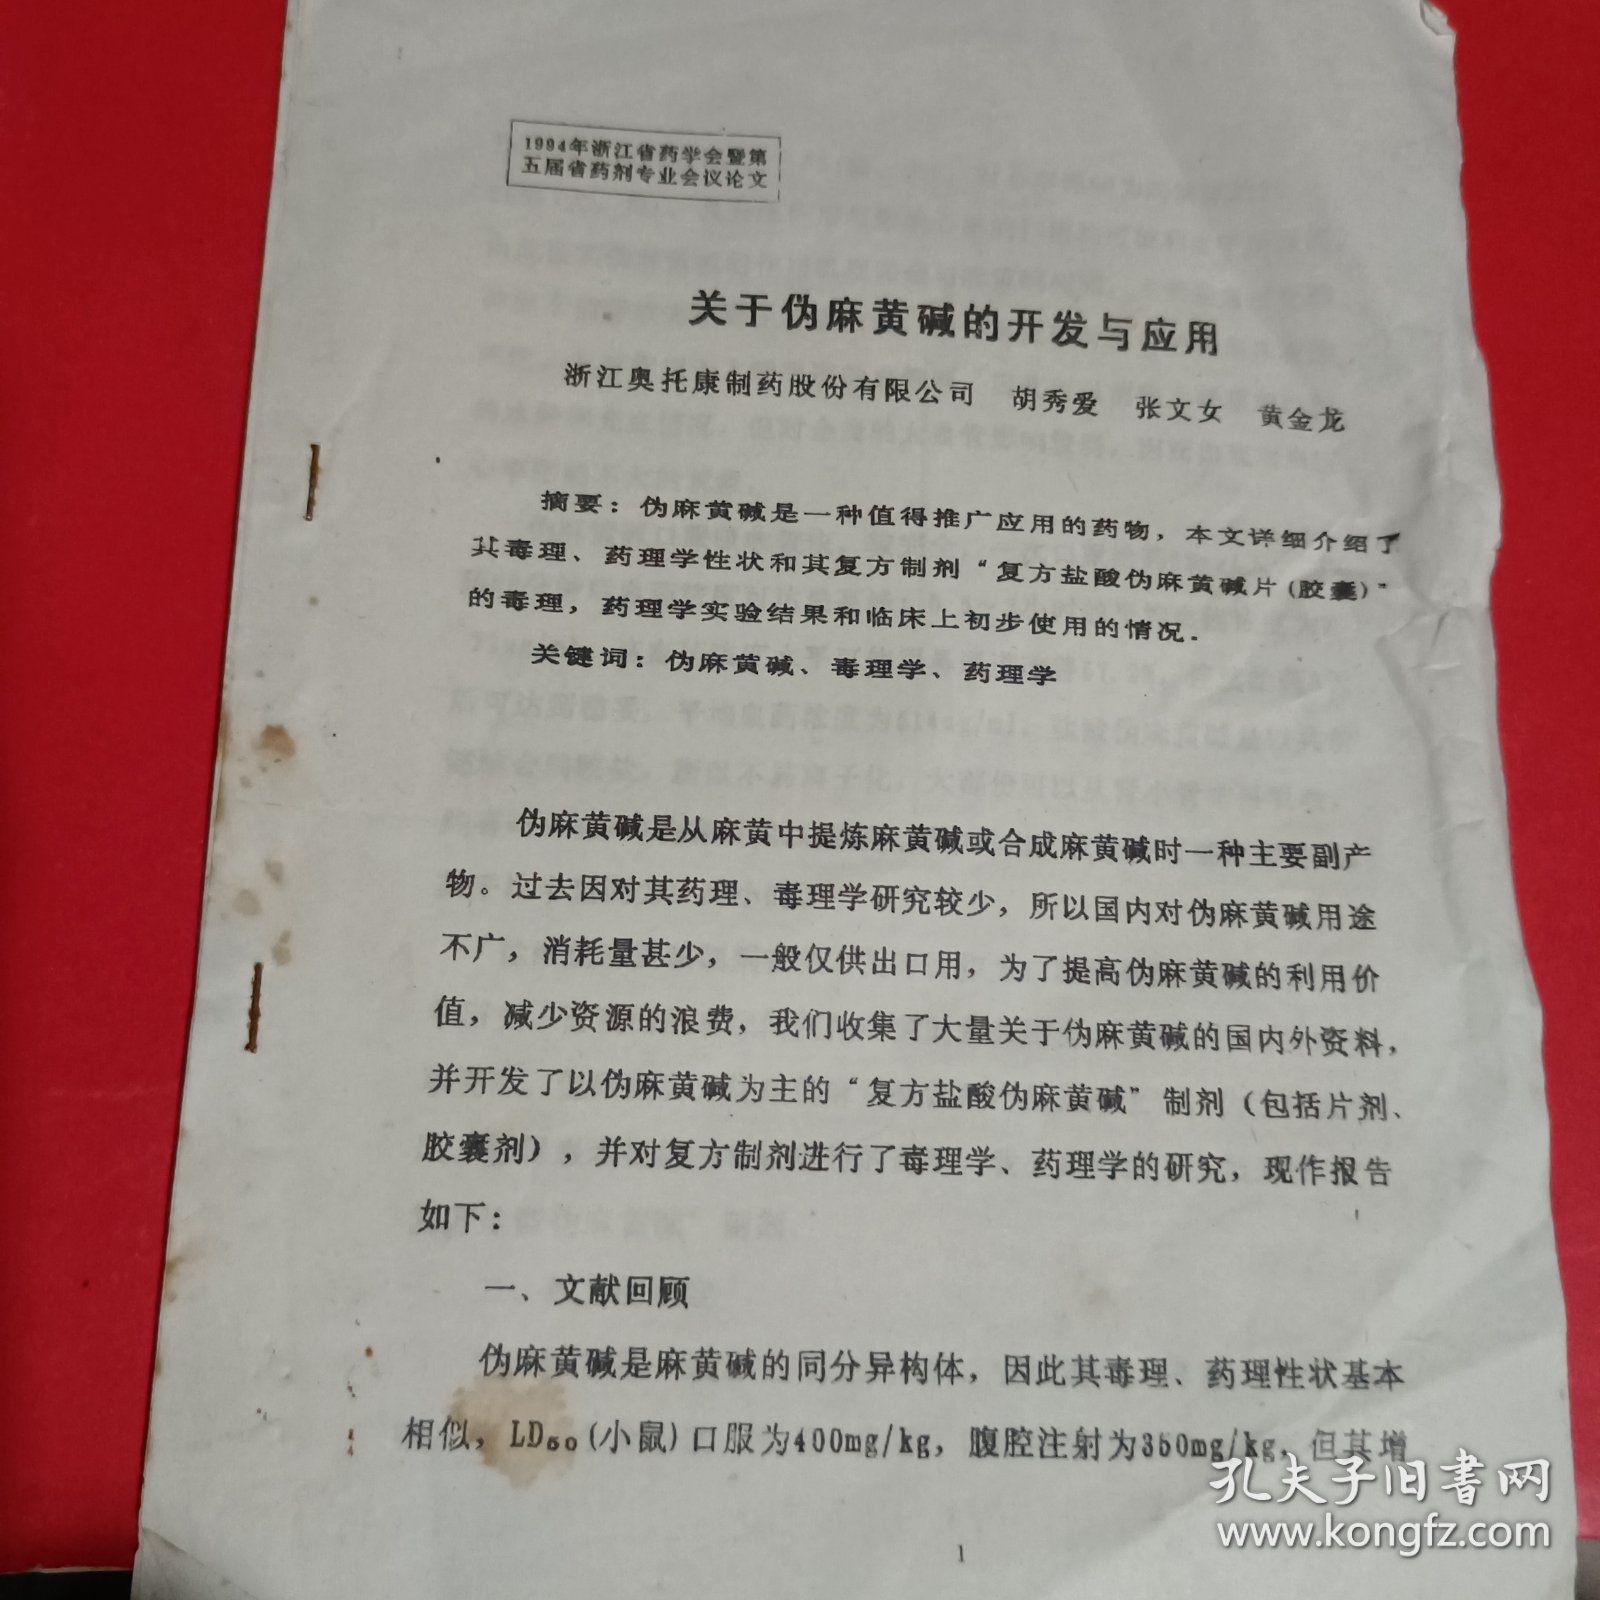 1994年浙江省药学会暨第
五届省药剂专业会议论文
关于伪麻黄碱的开发与应用
浙江奥托康制药股份有限公司 胡秀爱 张文女 黄金龙
摘要：伪麻黄碱是一种值得推广应用的药物，本文详细介绍了
其毒理、药理学性状和其复方制剂“复方盐酸伪麻黄碱片(胶囊)”
的毒理，药理学实验结果和临床上初步使用的情况．
关键词：伪麻黄碱、毒理学、药理学
伪麻黄碱是从麻黄中提炼麻黄碱或合成麻黄碱时一种主要副产
物。过去因对其药理、毒理学研究较少，所以国内对伪麻黄碱用途
不广，消耗量甚少，一般仅供出口用，为了提高伪麻黄碱的利用价
值，减少资源的浪费，我们收集了大量关于伪麻黄碱的国内外资料，
并开发了以伪麻黄碱为主的“复方盐酸伪麻黄碱”制剂（包括片剂、
胶囊剂），并对复方制剂进行了毒理学、药理学的研究，现作报告
如下：
一、文献回顾
伪麻黄碱是麻黄碱的同分异构体，因此其毒理、药理性状基本
相似，LD₅₀(小鼠)口服为400mg/kg，腹腔注射为350mg/kg，但其增
1
孔夫子旧书网
www.kongfz.com